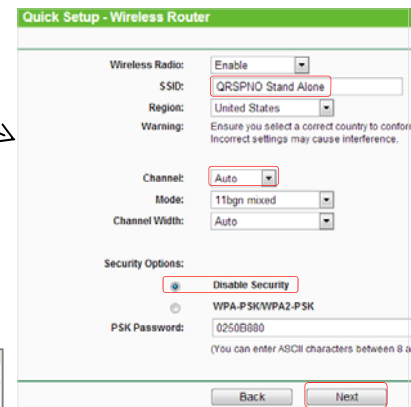 Quick Setup - Wireless Router
Wireless Radio: Enable
SSID: QRSPNO Stand Alone
Region: United States
Warning: Ensure you select a correct country to confor
Incorrect settings may cause interference.
Channel: Auto
Mode: 11bgn mixed
Channel Width: Auto
Security Options:
Disable Security
WPA-PSK/WPA2-PSK
PSK Password: 0250B880
(You can enter ASCII characters between 8 a
Back Next